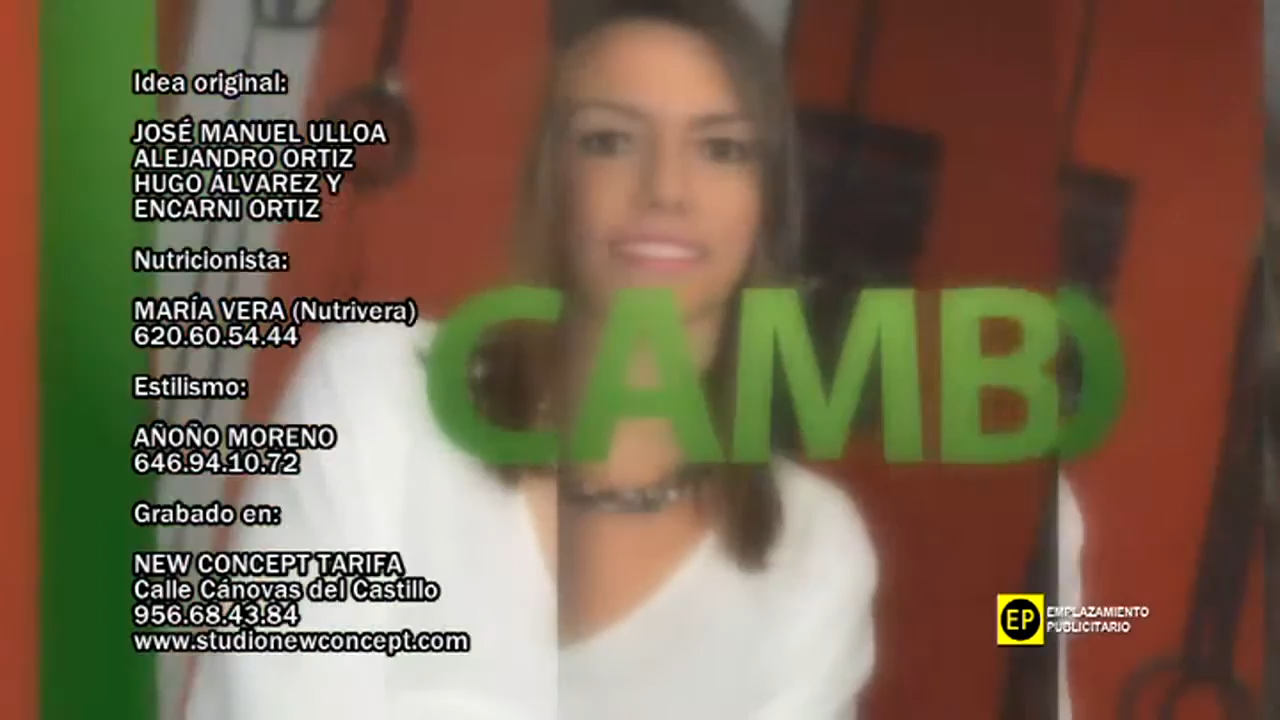 Idea original:
JOSÉ MANUEL ULLOA
ALEJANDRO ORTIZ
HUGO ÁLVAREZ Y
ENCARNI ORTIZ
Nutricionista:
MARÍA VERA (Nutrivera)
620.60.54.44
Estilismo:
AÑOÑO MORENO
646.94.10.72
Grabado en:
NEW CONCEPT TARIFA
Calle Cánovas del Castillo
956.68.43.84
www.studionewconcept.com
CAMB
EP
EMPLAZAMIENTO
PUBLICITARIO